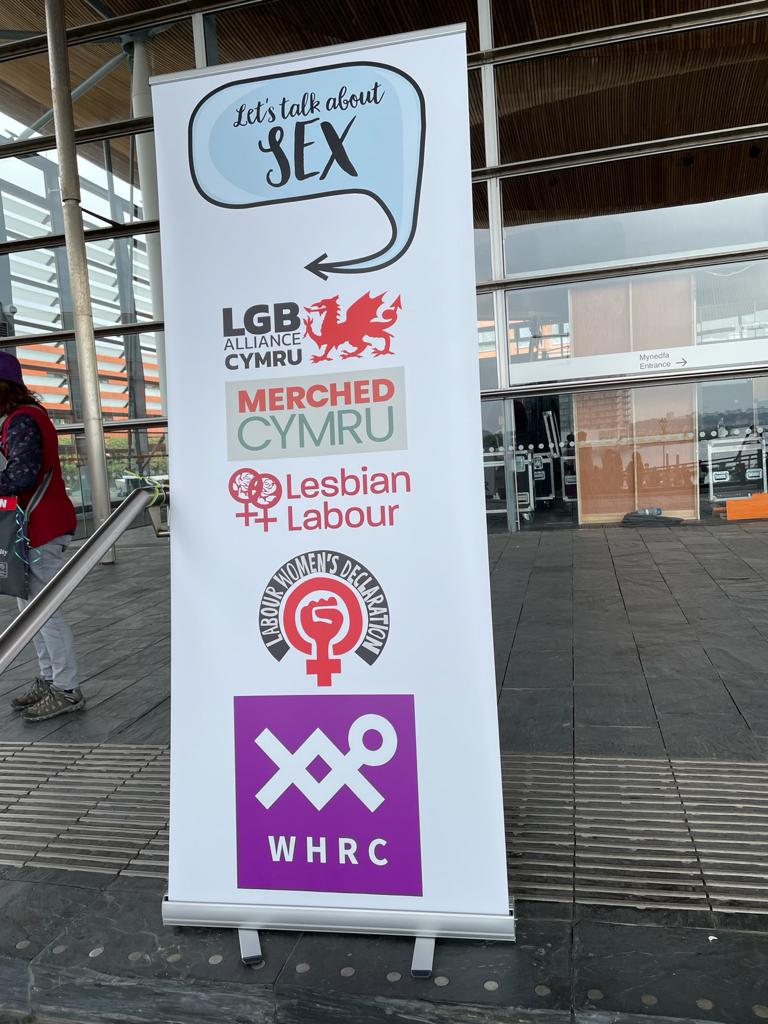 Let's talk about
SEX
LGB
ALLIANCE
CYMRU
MERCHED
CYMRU
Lesbian
Labour
LABOUR WOMEN'S DECLARATION
WHRC
Mynedfa
Entrance →